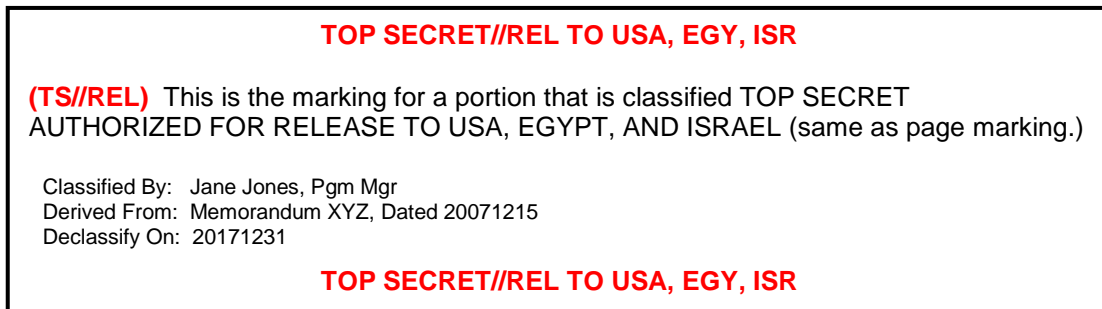 TOP SECRET//REL TO USA, EGY, ISR
(TS//REL) This is the marking for a portion that is classified TOP SECRET
AUTHORIZED FOR RELEASE TO USA, EGYPT, AND ISRAEL (same as page marking.)
Classified By: Jane Jones, Pgm Mgr
Derived From: Memorandum XYZ, Dated 20071215
Declassify On: 20171231
TOP SECRET//REL TO USA, EGY, ISR